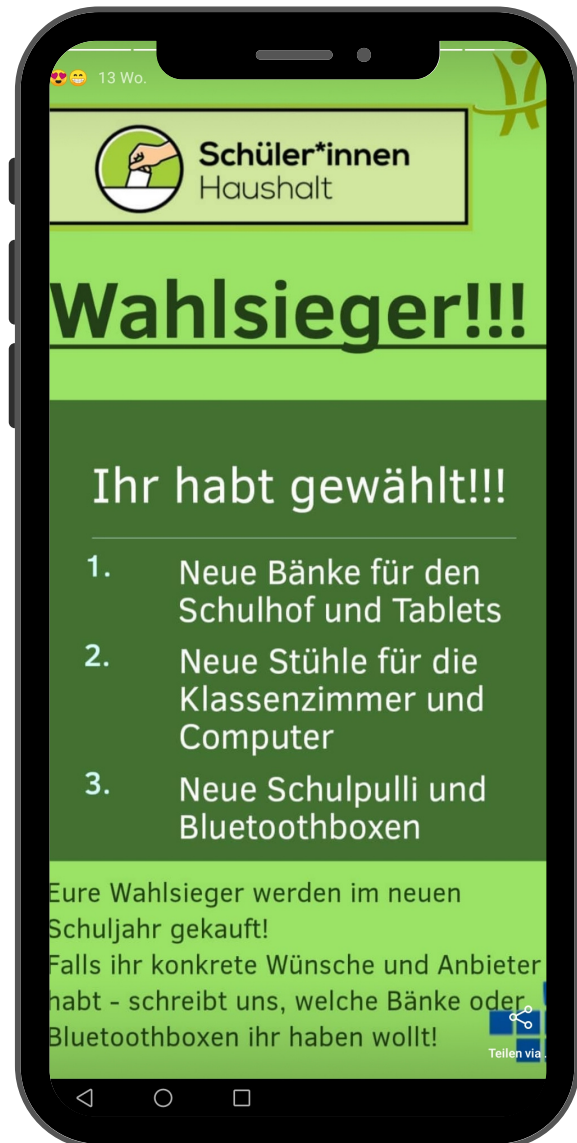 13 Wo.
Schüler*innen
Haushalt
Wahlsieger!!!
Ihr habt gewählt!!!
1. Neue Bänke für den
Schulhof und Tablets
2. Neue Stühle für die
Klassenzimmer und
Computer
3. Neue Schulpulli und
Bluetoothboxen
Eure Wahlsieger werden im neuen
Schuljahr gekauft!
Falls ihr konkrete Wünsche und Anbieter
habt - schreibt uns, welche Bänke oder
Bluetoothboxen ihr haben wollt!
Teilen via .